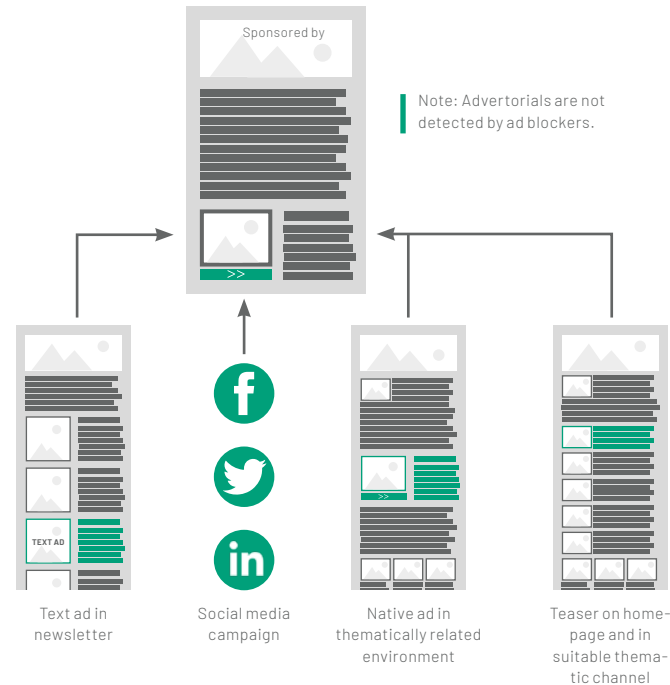 Sponsored by
Note: Advertorials are not
detected by ad blockers.
>>
>>
TEXT AD
Text ad in
newsletter
Social media
campaign
Native ad in
thematically related
environment
Teaser on home-
page and in
suitable thema-
tic channel